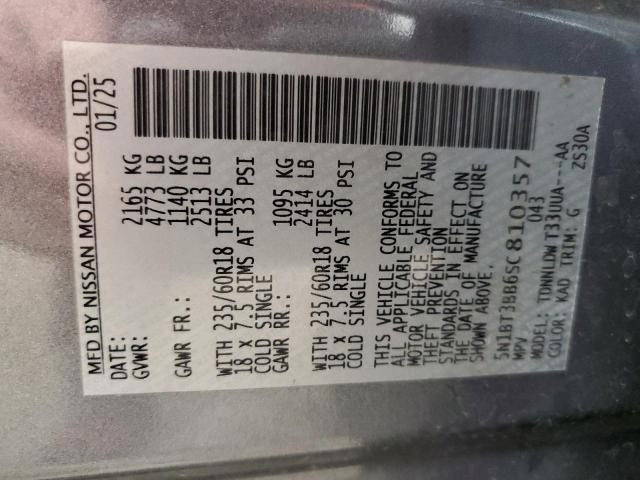 MFD BY NISSAN MOTOR CO., LTD.
DATE: 01/25
GVWR: 2165 KG
4773 LB
GAWR FR.: 1140 KG
2513 LB
WITH 235/60R18 TIRES
18 X 7.5 RIMS AT 33 PSI
COLD SINGLE
GAWR RR.: 1095 KG
2414 LB
WITH 235/60R18 TIRES
18 X 7.5 RIMS AT 30 PSI
COLD SINGLE
THIS VEHICLE CONFORMS TO
ALL APPLICABLE FEDERAL
MOTOR VEHICLE SAFETY AND
THEFT PREVENTION
STANDARDS IN EFFECT ON
THE DATE OF MANUFACTURE
SHOWN ABOVE.
5N1BT3BB6SC810357
MPV D43
MODEL: TDNNLDW T33UUA---AA
COLOR: KAD TRIM: G ZS30A